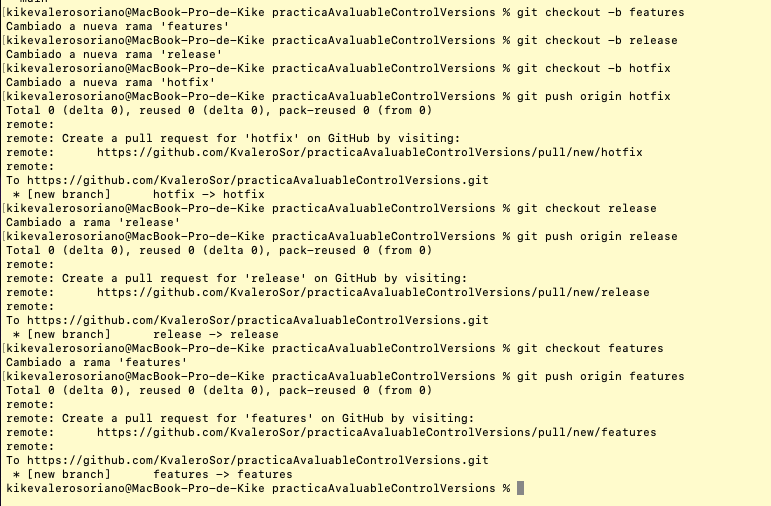 main
[kikevalerosoriano@MacBook-Pro-de-Kike practicaAvaluableControlVersions % git checkout -b features
Cambiado a nueva rama 'features'
[kikevalerosoriano@MacBook-Pro-de-Kike practicaAvaluableControlVersions % git checkout -b release
Cambiado a nueva rama 'release'
[kikevalerosoriano@MacBook-Pro-de-Kike practicaAvaluableControlVersions % git checkout -b hotfix
Cambiado a nueva rama 'hotfix'
[kikevalerosoriano@MacBook-Pro-de-Kike practicaAvaluableControlVersions % git push origin hotfix
Total 0 (delta 0), reused 0 (delta 0), pack-reused 0 (from 0)
remote:
remote: Create a pull request for 'hotfix' on GitHub by visiting:
remote:      https://github.com/KvaleroSor/practicaAvaluableControlVersions/pull/new/hotfix
remote:
To https://github.com/KvaleroSor/practicaAvaluableControlVersions.git
 * [new branch]      hotfix -> hotfix
[kikevalerosoriano@MacBook-Pro-de-Kike practicaAvaluableControlVersions % git checkout release
Cambiado a rama 'release'
[kikevalerosoriano@MacBook-Pro-de-Kike practicaAvaluableControlVersions % git push origin release
Total 0 (delta 0), reused 0 (delta 0), pack-reused 0 (from 0)
remote:
remote: Create a pull request for 'release' on GitHub by visiting:
remote:      https://github.com/KvaleroSor/practicaAvaluableControlVersions/pull/new/release
remote:
To https://github.com/KvaleroSor/practicaAvaluableControlVersions.git
 * [new branch]      release -> release
[kikevalerosoriano@MacBook-Pro-de-Kike practicaAvaluableControlVersions % git checkout features
Cambiado a rama 'features'
[kikevalerosoriano@MacBook-Pro-de-Kike practicaAvaluableControlVersions % git push origin features
Total 0 (delta 0), reused 0 (delta 0), pack-reused 0 (from 0)
remote:
remote: Create a pull request for 'features' on GitHub by visiting:
remote:      https://github.com/KvaleroSor/practicaAvaluableControlVersions/pull/new/features
remote:
To https://github.com/KvaleroSor/practicaAvaluableControlVersions.git
 * [new branch]      features -> features
kikevalerosoriano@MacBook-Pro-de-Kike practicaAvaluableControlVersions %